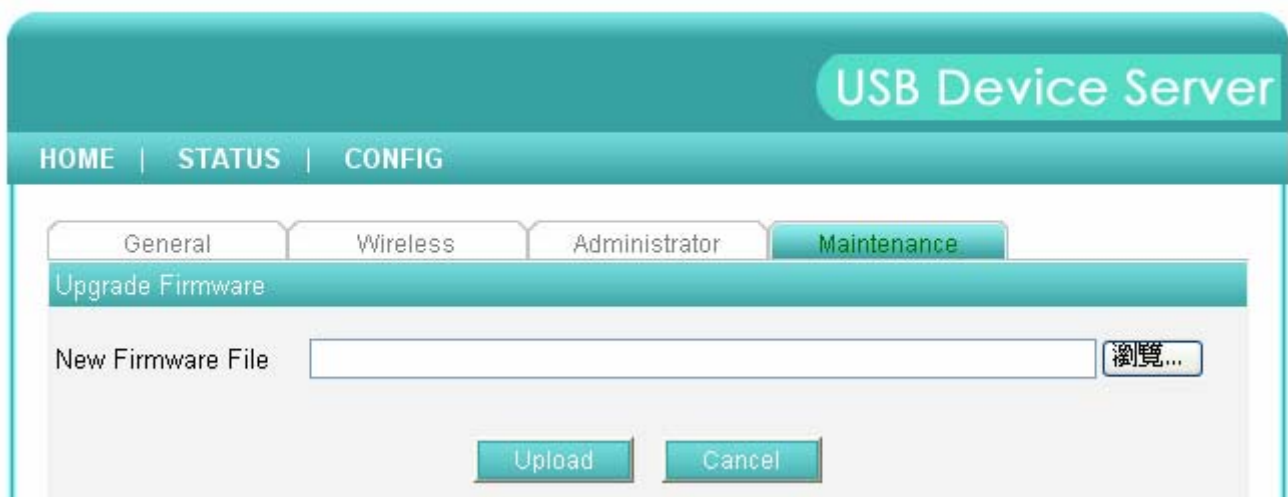 USB Device Server
HOME | STATUS | CONFIG
General Wireless Administrator Maintenance
Upgrade Firmware
New Firmware File 瀏覽...
Upload Cancel